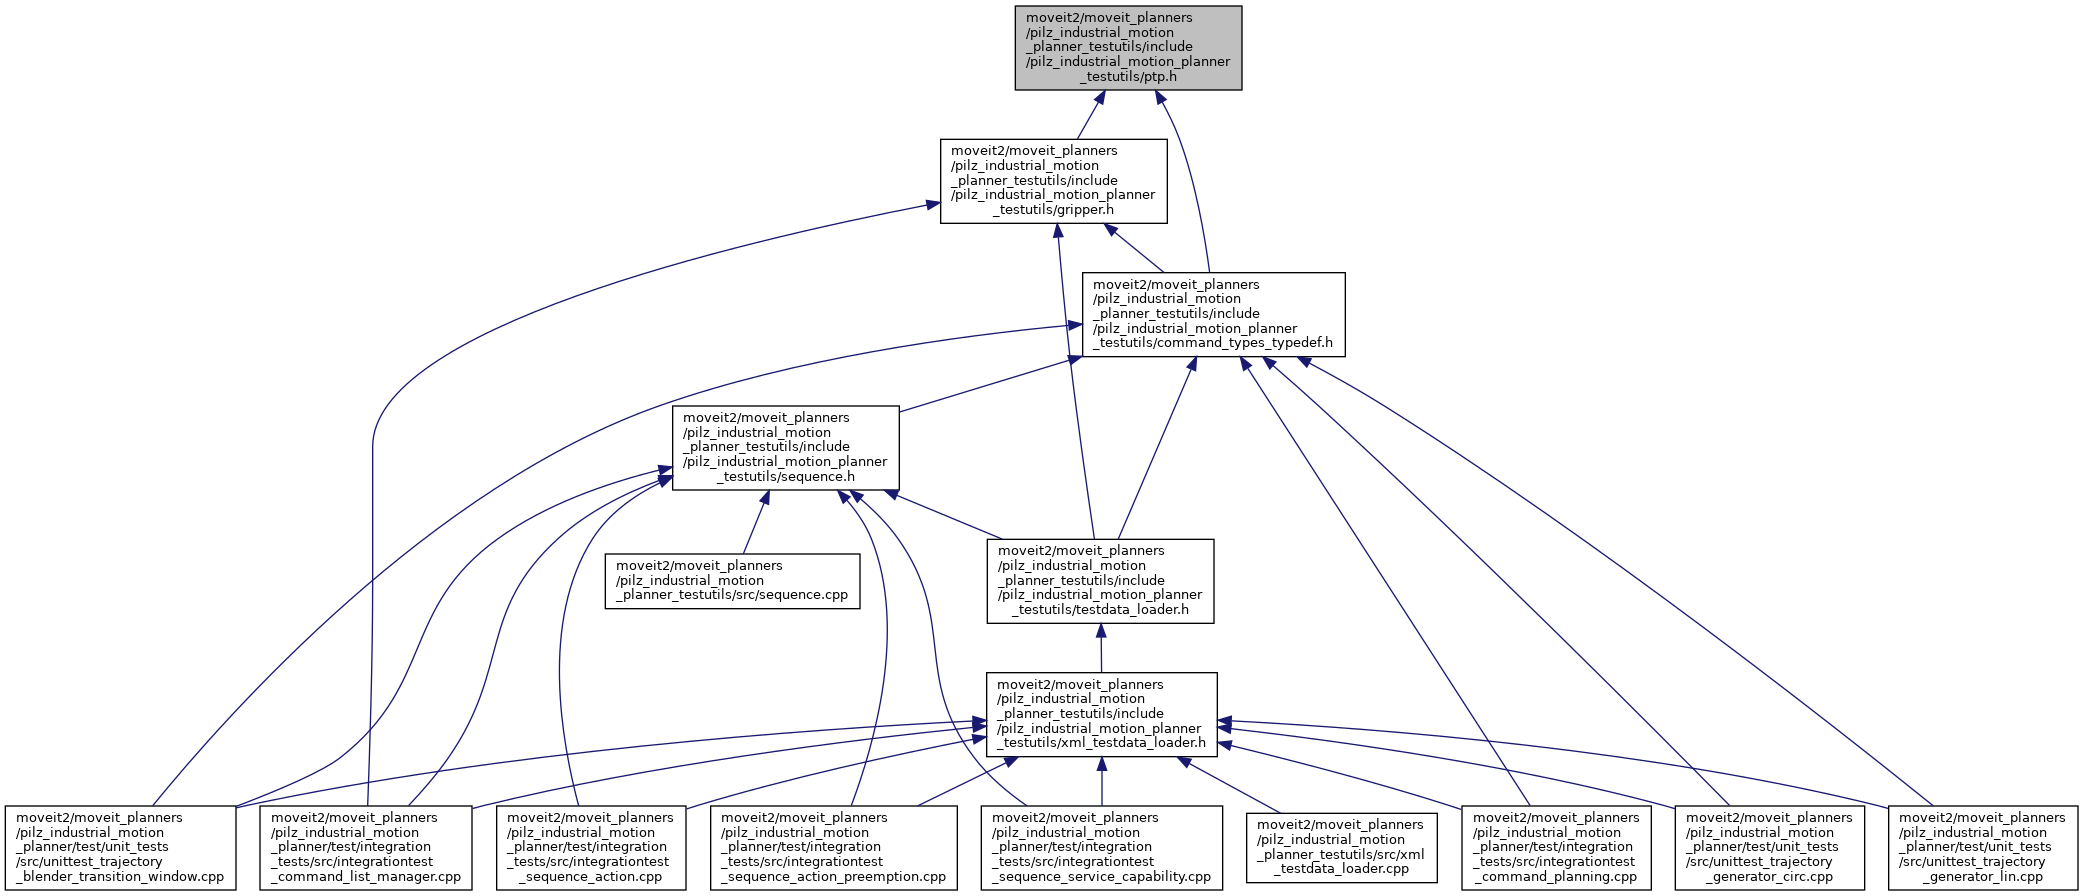 moveit2/moveit_planners
/pilz_industrial_motion
_planner_testutils/include
/pilz_industrial_motion_planner
_testutils/ptp.h
moveit2/moveit_planners
/pilz_industrial_motion
_planner_testutils/include
/pilz_industrial_motion_planner
_testutils/gripper.h
moveit2/moveit_planners
/pilz_industrial_motion
_planner_testutils/include
/pilz_industrial_motion_planner
_testutils/command_types_typedef.h
moveit2/moveit_planners
/pilz_industrial_motion
_planner_testutils/include
/pilz_industrial_motion_planner
_testutils/sequence.h
moveit2/moveit_planners
/pilz_industrial_motion
_planner_testutils/src/sequence.cpp
moveit2/moveit_planners
/pilz_industrial_motion
_planner_testutils/include
/pilz_industrial_motion_planner
_testutils/testdata_loader.h
moveit2/moveit_planners
/pilz_industrial_motion
_planner_testutils/include
/pilz_industrial_motion_planner
_testutils/xml_testdata_loader.h
moveit2/moveit_planners
/pilz_industrial_motion
_planner/test/unit_tests
/src/unittest_trajectory
_blender_transition_window.cpp
moveit2/moveit_planners
/pilz_industrial_motion
_planner/test/integration
_tests/src/integrationtest
_command_list_manager.cpp
moveit2/moveit_planners
/pilz_industrial_motion
_planner/test/integration
_tests/src/integrationtest
_sequence_action.cpp
moveit2/moveit_planners
/pilz_industrial_motion
_planner/test/integration
_tests/src/integrationtest
_sequence_action_preemption.cpp
moveit2/moveit_planners
/pilz_industrial_motion
_planner/test/integration
_tests/src/integrationtest
_sequence_service_capability.cpp
moveit2/moveit_planners
/pilz_industrial_motion
_planner_testutils/src/xml
_testdata_loader.cpp
moveit2/moveit_planners
/pilz_industrial_motion
_planner/test/integration
_tests/src/integrationtest
_command_planning.cpp
moveit2/moveit_planners
/pilz_industrial_motion
_planner/test/unit_tests
/src/unittest_trajectory
_generator_circ.cpp
moveit2/moveit_planners
/pilz_industrial_motion
_planner/test/unit_tests
/src/unittest_trajectory
_generator_lin.cpp